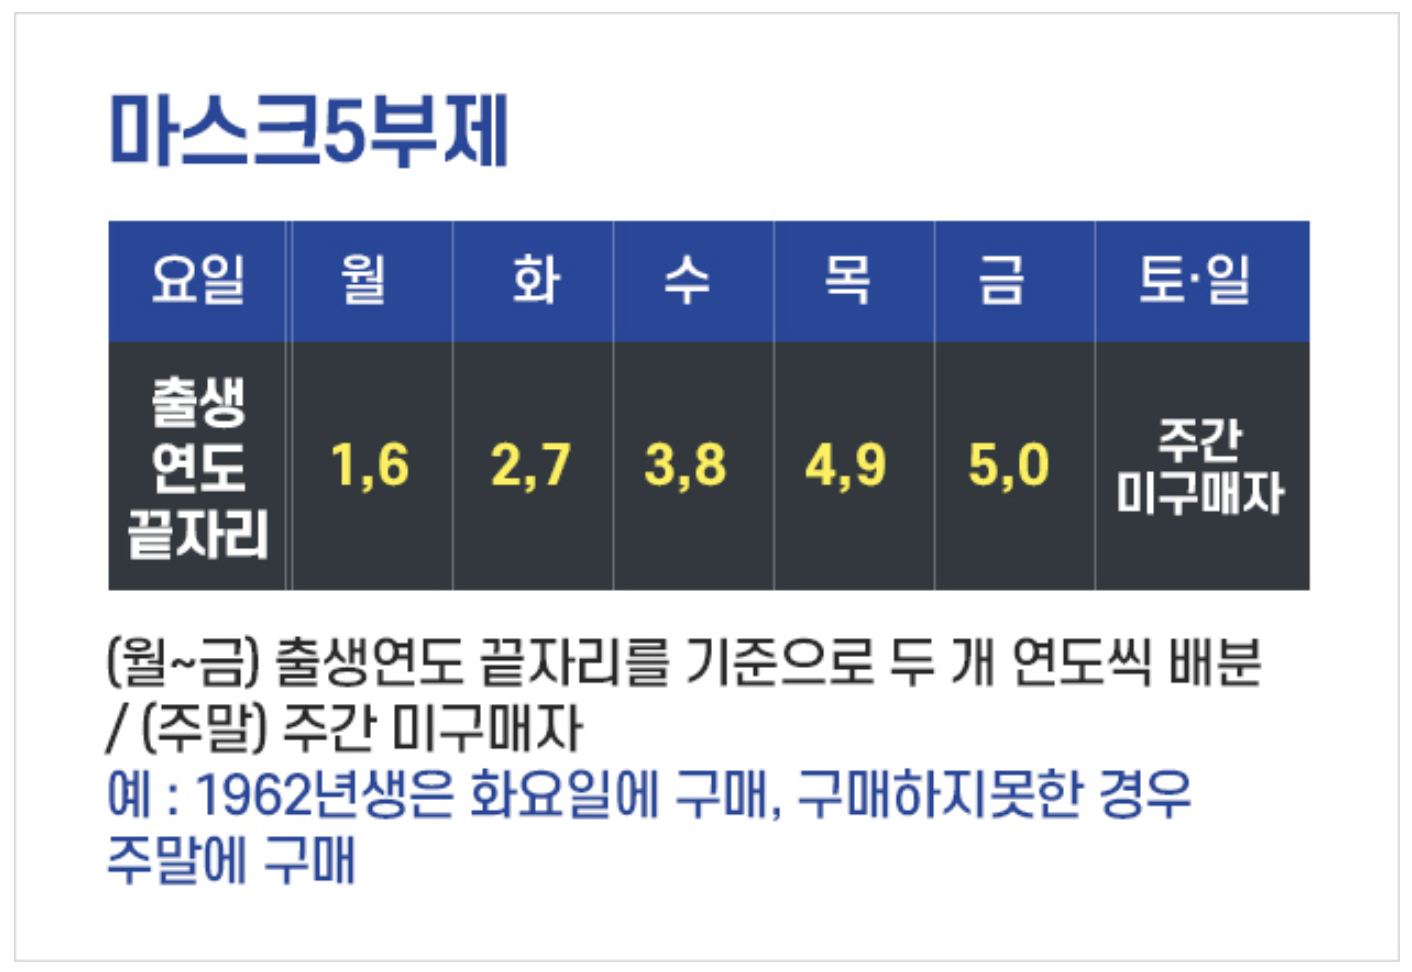 마스크5부제
요일 월 화 수 목 금 토·일
출생
연도
끝자리
1,6 2,7 3,8 4,9 5,0
주간
미구매자
(월~금) 출생연도 끝자리를 기준으로 두 개 연도씩 배분
/ (주말) 주간 미구매자
예 : 1962년생은 화요일에 구매, 구매하지못한 경우
주말에 구매